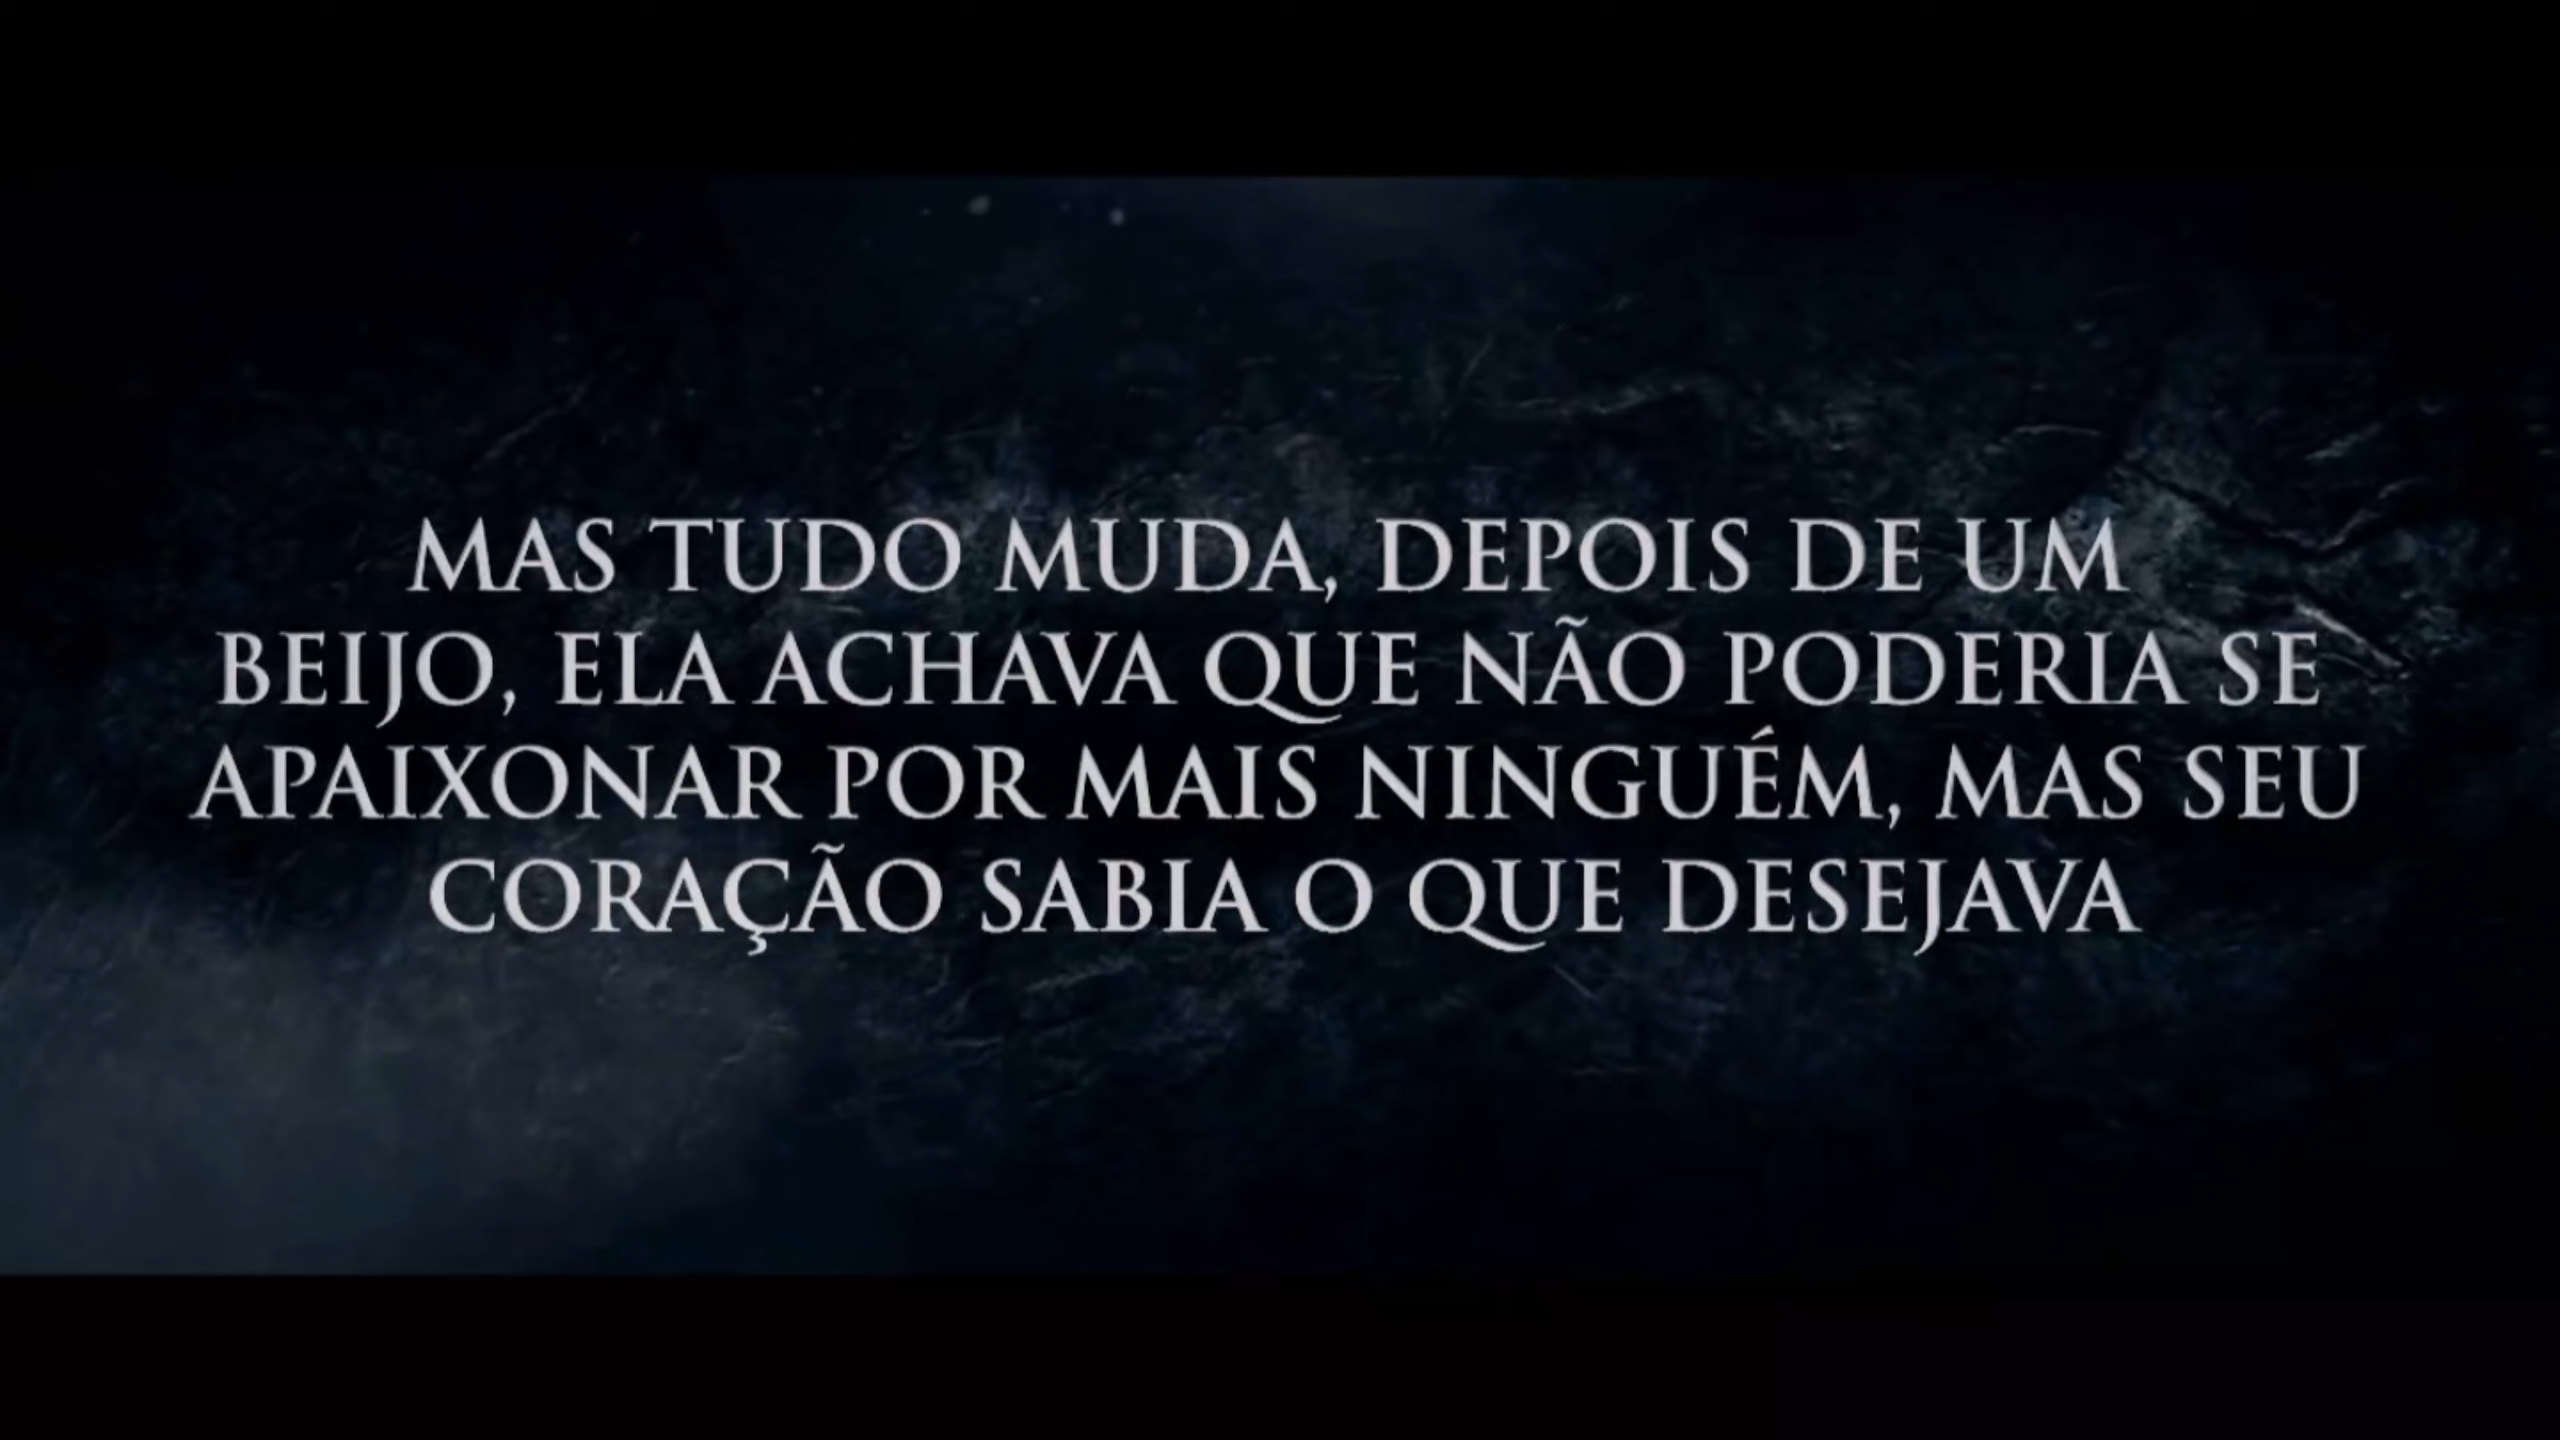 MAS TUDO MUDA, DEPOIS DE UM
BEIJO, ELA ACHAVA QUE NÃO PODERIA SE
APAIXONAR POR MAIS NINGUÉM, MAS SEU
CORAÇÃO SABIA O QUE DESEJAVA